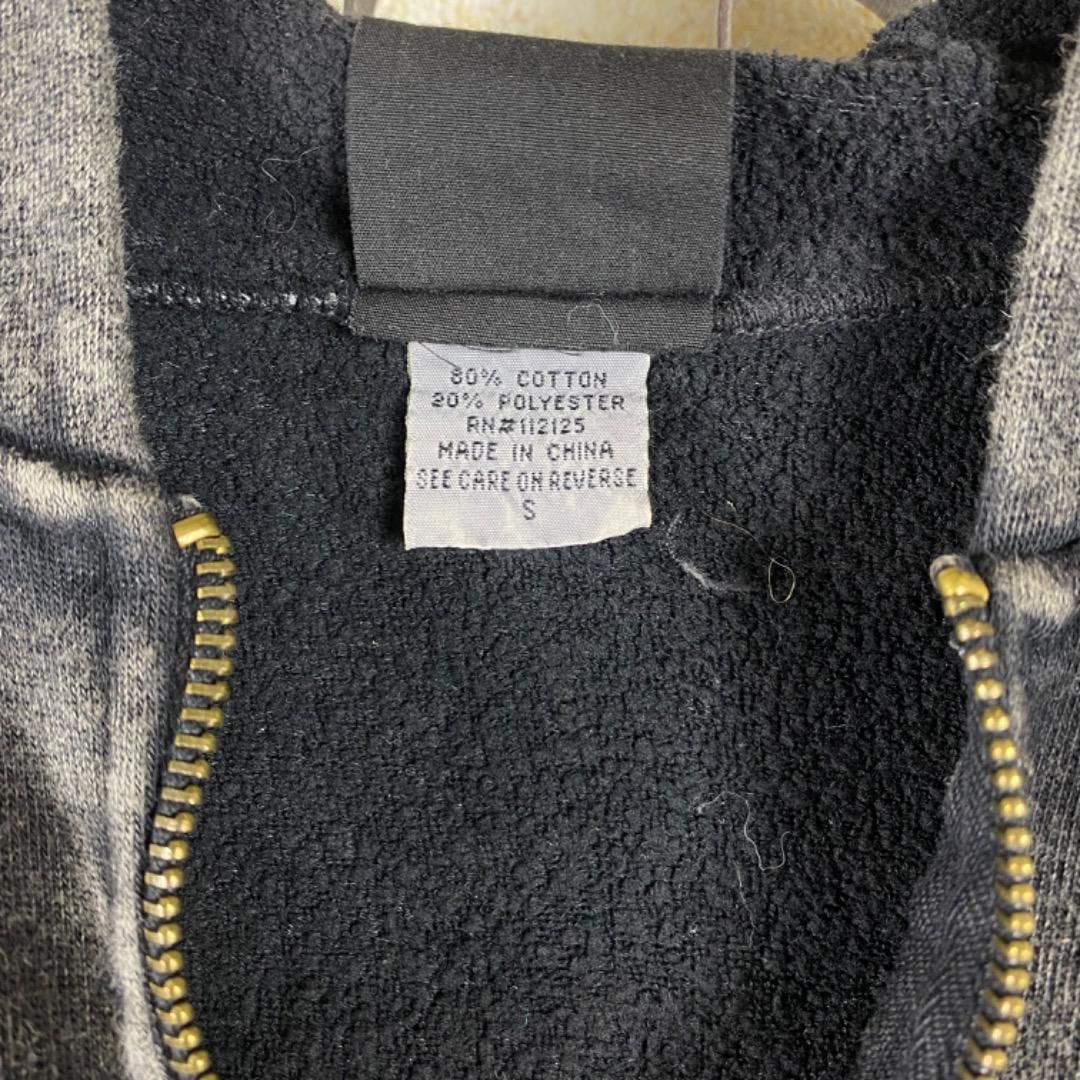 80% COTTON
20% POLYESTER
RN#112125
MADE IN CHINA
SEE CARE ON REVERSE
S